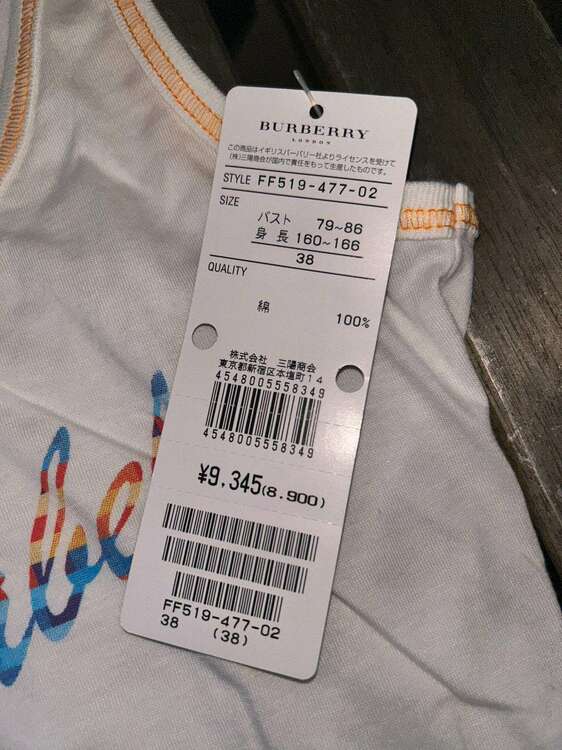 BURBERRY
LONDON
この商品はイギリスバーバリー社よりライセンスを受けて
(株)三陽商会が国内で責任をもって生産したものです。
STYLE FF519-477-02
SIZE
バスト 79~86
身長 160~166
38
QUALITY
綿 100%
株式会社 三陽商会
東京都新宿区本塩町14
4548005558349
4548005558349
¥9,345(8.900)
FF519-477-02
38 (38)